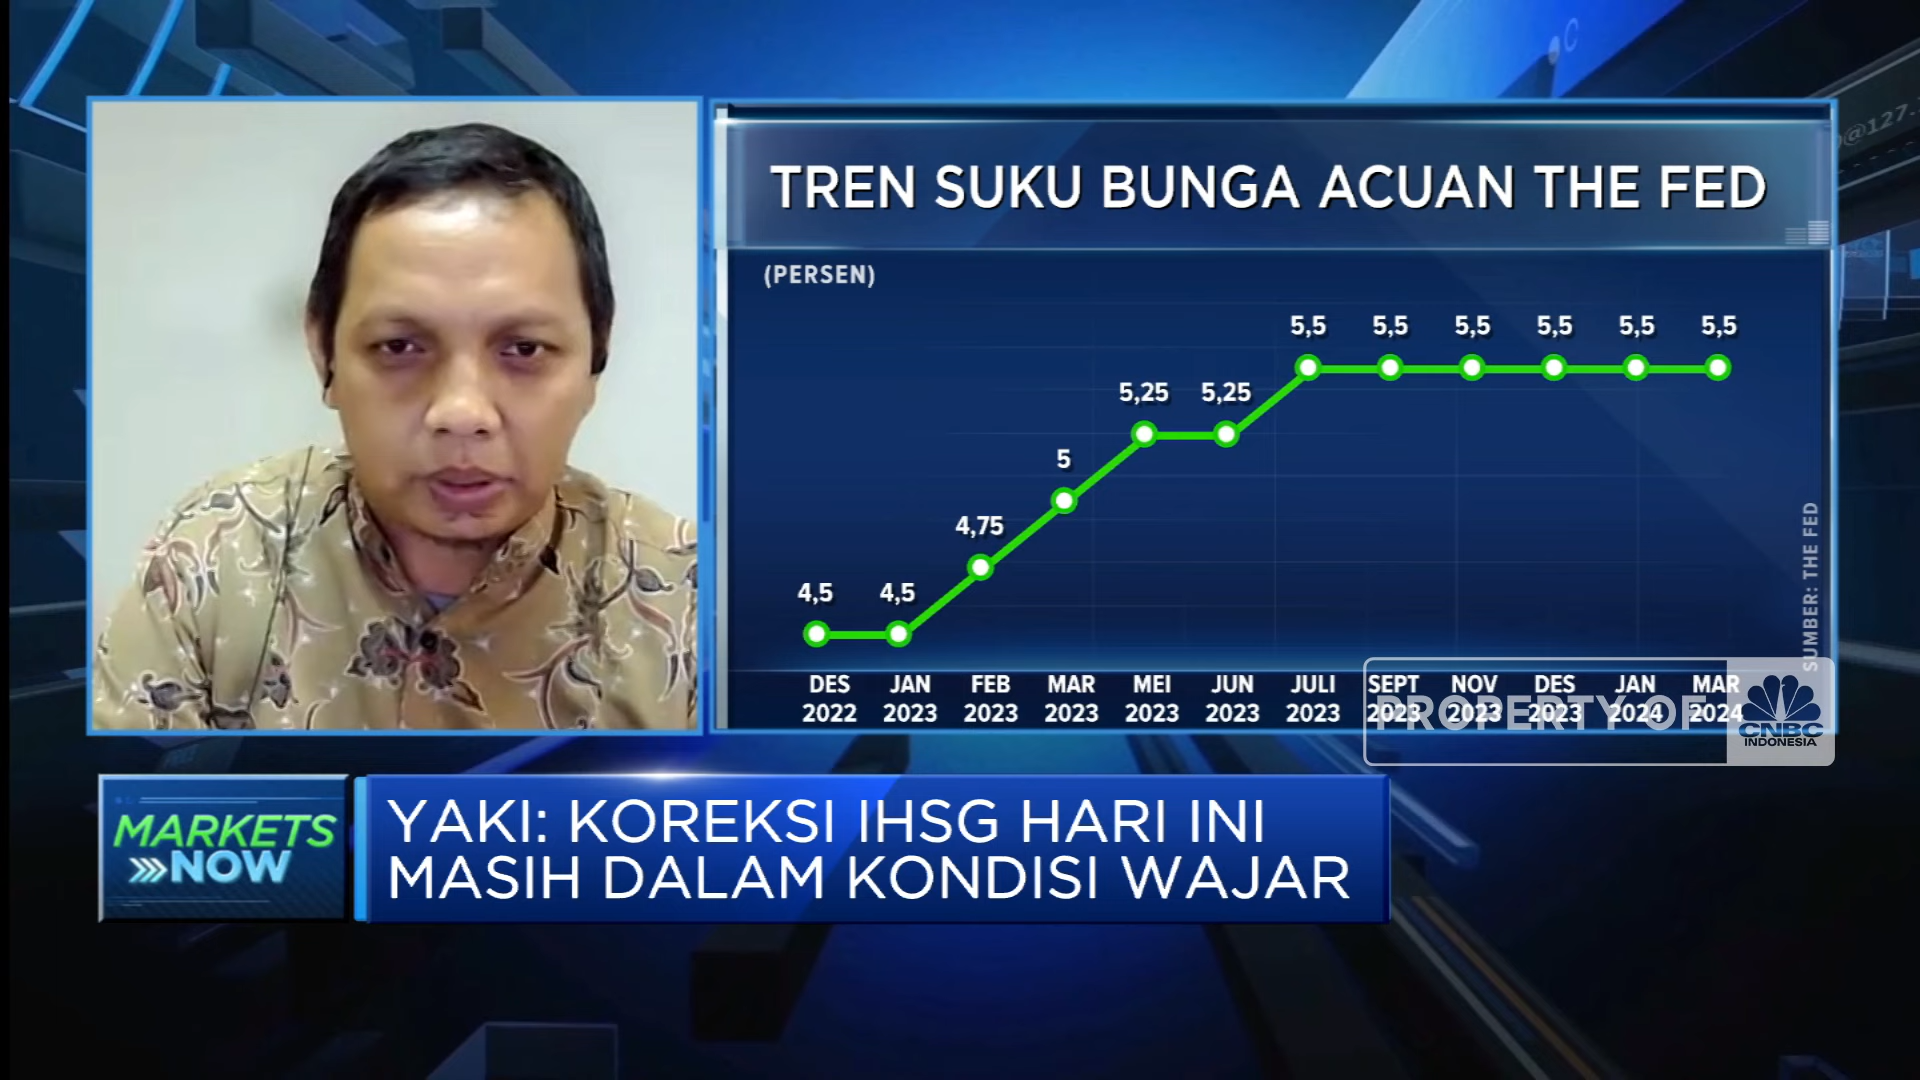 TREN SUKU BUNGA ACUAN THE FED
(PERSEN)
4,5
4,5
4,75
5
5,25
5,25
5,5
5,5
5,5
5,5
5,5
5,5
DES 2022
JAN 2023
FEB 2023
MAR 2023
MEI 2023
JUN 2023
JULI 2023
SEPT 2023
NOV 2023
DES 2023
JAN 2024
MAR 2024
SUMBER: THE FED
PROPERTY OF
CNBC
INDONESIA
MARKETS
NOW
YAKI: KOREKSI IHSG HARI INI
MASIH DALAM KONDISI WAJAR
@127.